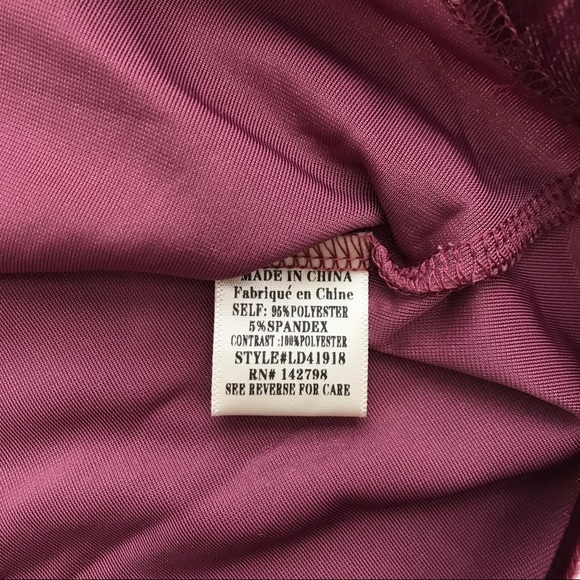 MADE IN CHINA
Fabriqué en Chine
SELF: 95%POLYESTER
5%SPANDEX
CONTRAST :100%POLYESTER
STYLE#LD41918
RN# 142798
SEE REVERSE FOR CARE